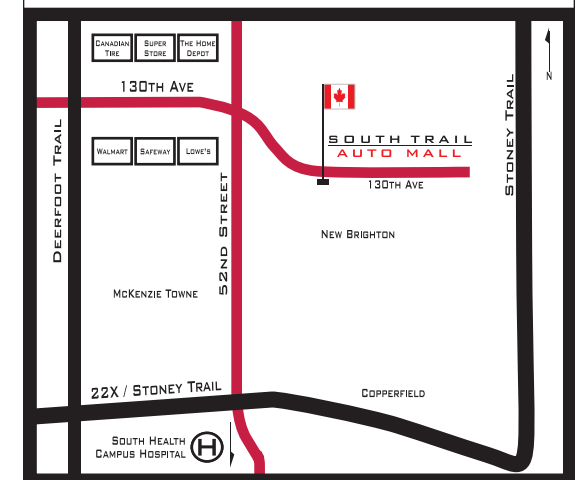 CANADIAN
TIRE
SUPER
STORE
THE HOME
DEPOT
130TH AVE
N
DEERFOOT TRAIL
WALMART
SAFEWAY
LOWE'S
52ND STREET
SOUTH TRAIL
AUTO MALL
130TH AVE
STONEY TRAIL
NEW BRIGHTON
MCKENZIE TOWNE
22X / STONEY TRAIL
COPPERFIELD
SOUTH HEALTH
CAMPUS HOSPITAL
H